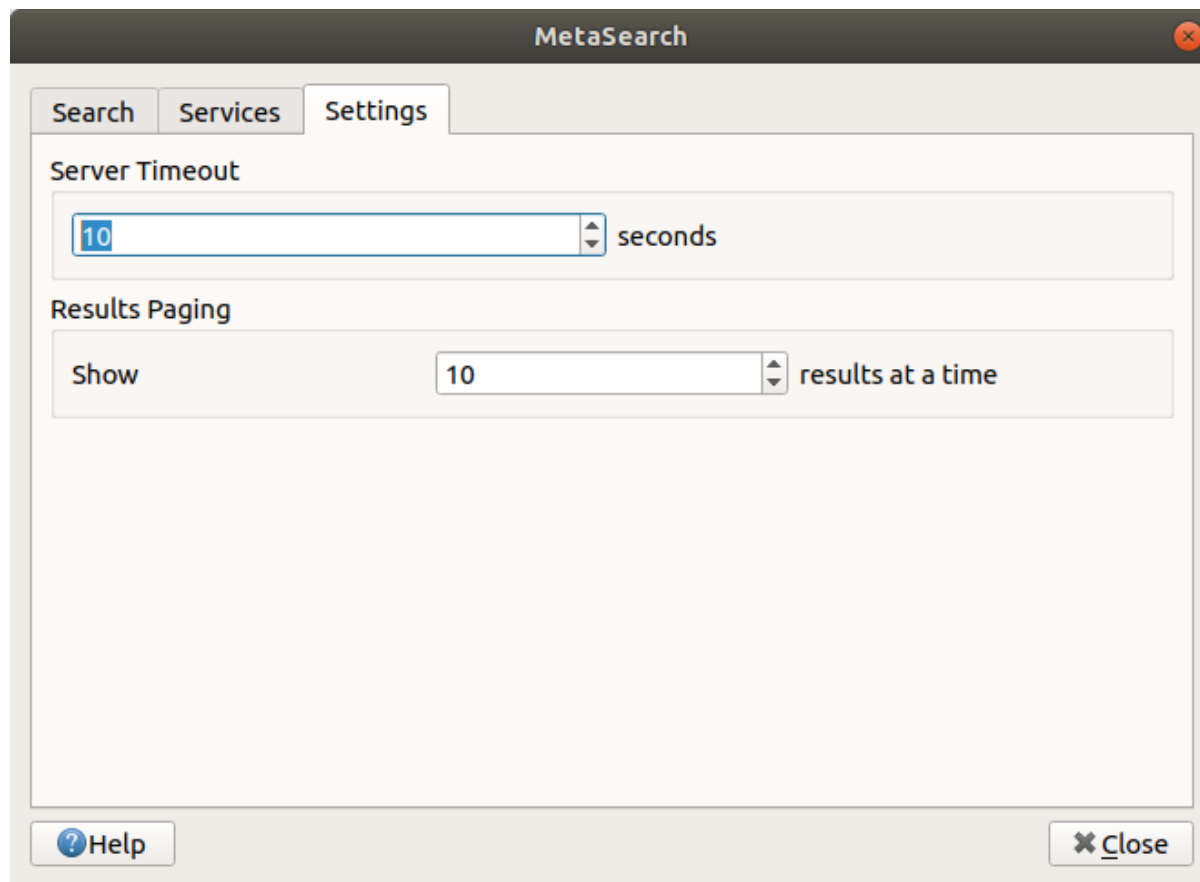 MetaSearch
Search Services Settings
Server Timeout
10 seconds
Results Paging
Show 10 results at a time
Help Close